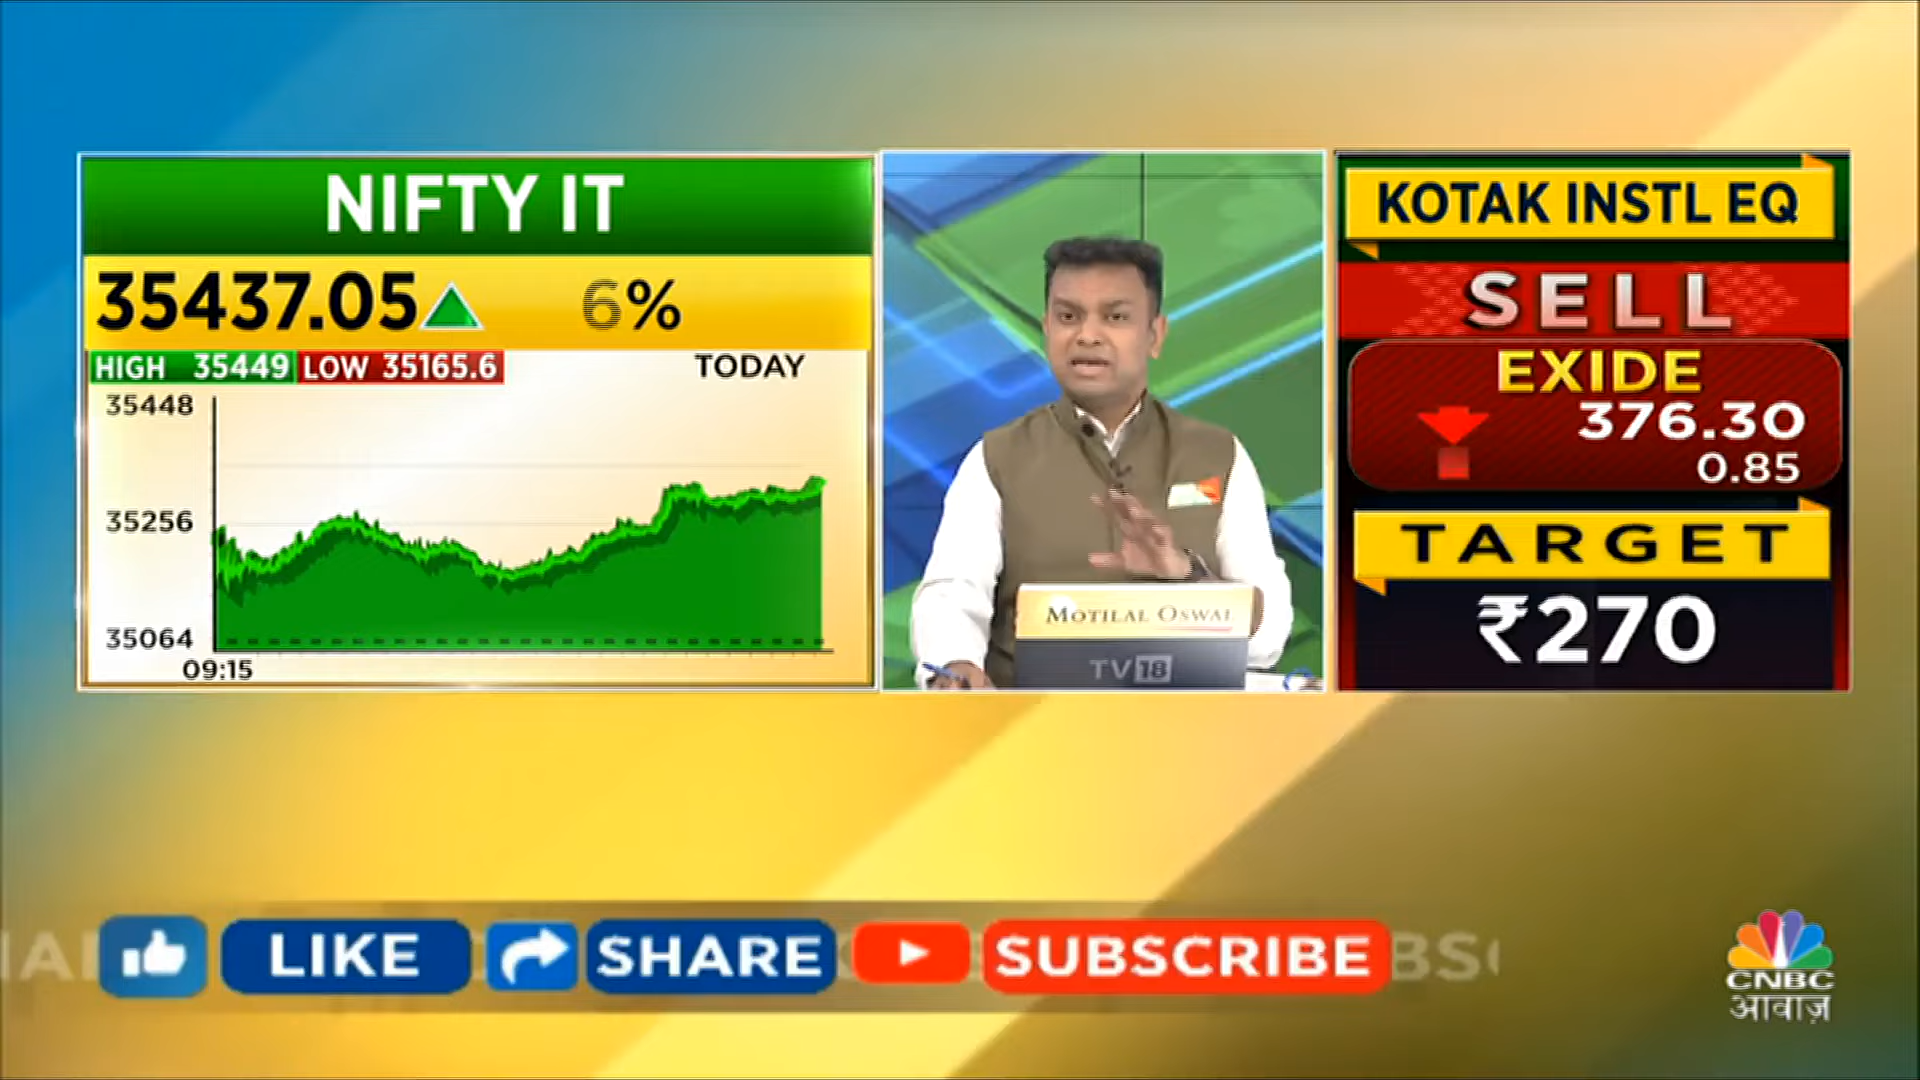 NIFTY IT
35437.05 6%
HIGH 35449 LOW 35165.6 TODAY
35448
35256
35064
09:15
MOTILAL OSWAL
TV18
KOTAK INSTL EQ
SELL
EXIDE
376.30
0.85
TARGET
₹270
LIKE SHARE SUBSCRIBE
CNBC
आवाज़